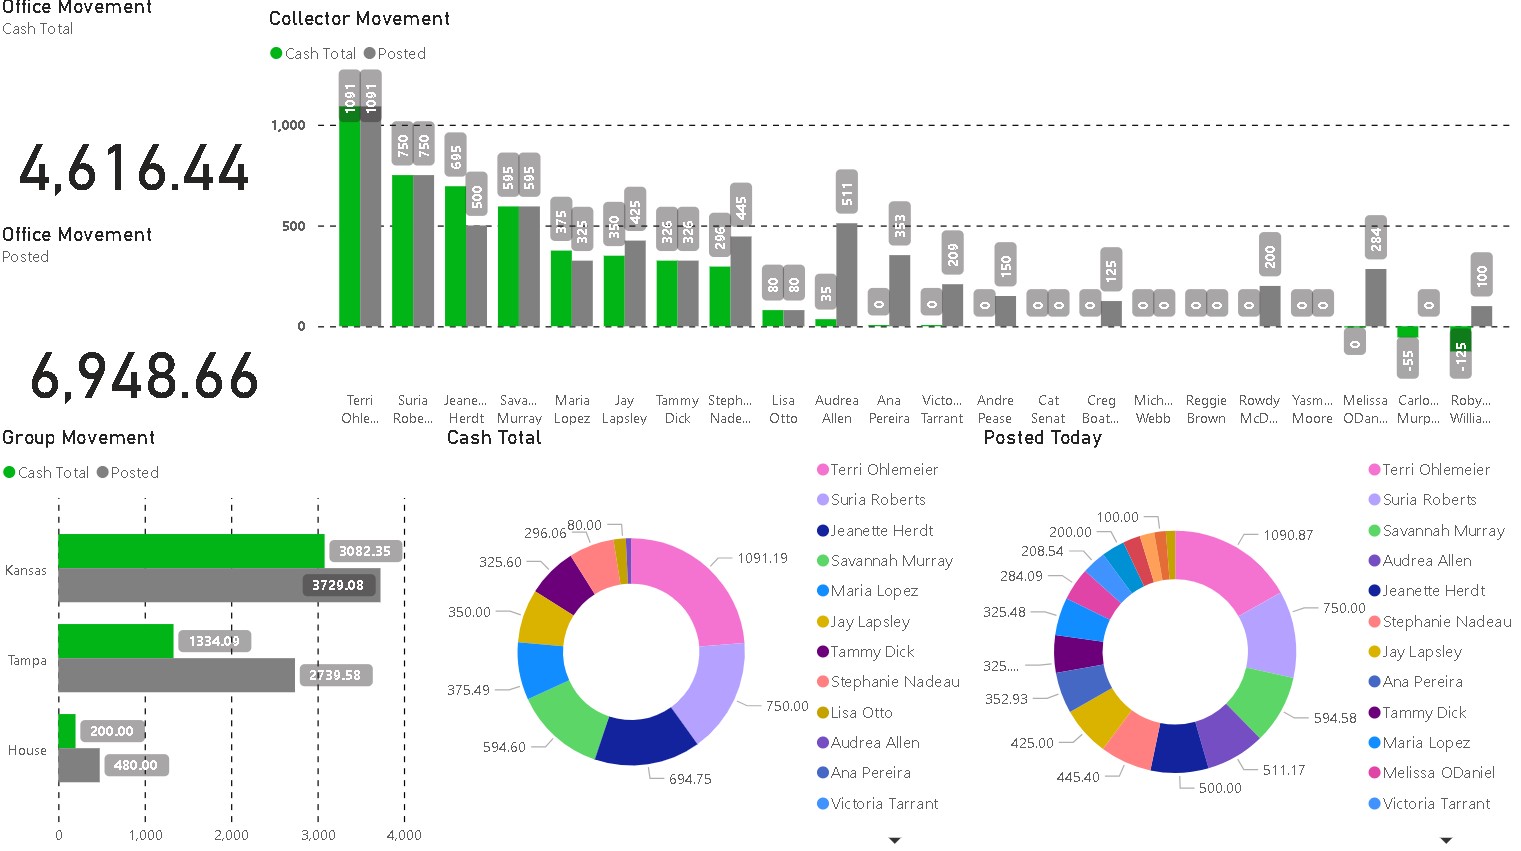 Office Movement
Cash Total
4,616.44
Office Movement
Posted
6,948.66
Collector Movement
Cash Total Posted
1,000
500
0
1091 1091 750 750 695 500 595 595 375 325 350 425 326 326 296 445 80 80 35 511 0 353 0 209 0 150 0 0 0 125 0 0 0 0 0 200 0 0 0 284 -55 0 -125 100
Terri Suria Jeane... Sava... Maria Jay Tammy Steph... Lisa Audrea Ana Victo... Andre Cat Creg Mich... Reggie Rowdy Yasm... Melissa Carlo... Roby...
Ohle... Robe... Herdt Murray Lopez Lapsley Dick Nade... Otto Allen Pereira Tarrant Pease Senat Boat... Webb Brown McD... Moore ODan... Murp... Willia...
Group Movement
Cash Total Posted
Kansas
3082.35
3729.08
Tampa
1334.09
2739.58
House
200.00
480.00
0 1,000 2,000 3,000 4,000
Cash Total
1091.19
750.00
694.75
594.60
375.49
350.00
325.60
296.06
80.00
Terri Ohlemeier
Suria Roberts
Jeanette Herdt
Savannah Murray
Maria Lopez
Jay Lapsley
Tammy Dick
Stephanie Nadeau
Lisa Otto
Audrea Allen
Ana Pereira
Victoria Tarrant
Posted Today
1090.87
750.00
594.58
511.17
500.00
445.40
425.00
352.93
325....
325.48
284.09
208.54
200.00
100.00
Terri Ohlemeier
Suria Roberts
Savannah Murray
Audrea Allen
Jeanette Herdt
Stephanie Nadeau
Jay Lapsley
Ana Pereira
Tammy Dick
Maria Lopez
Melissa ODaniel
Victoria Tarrant